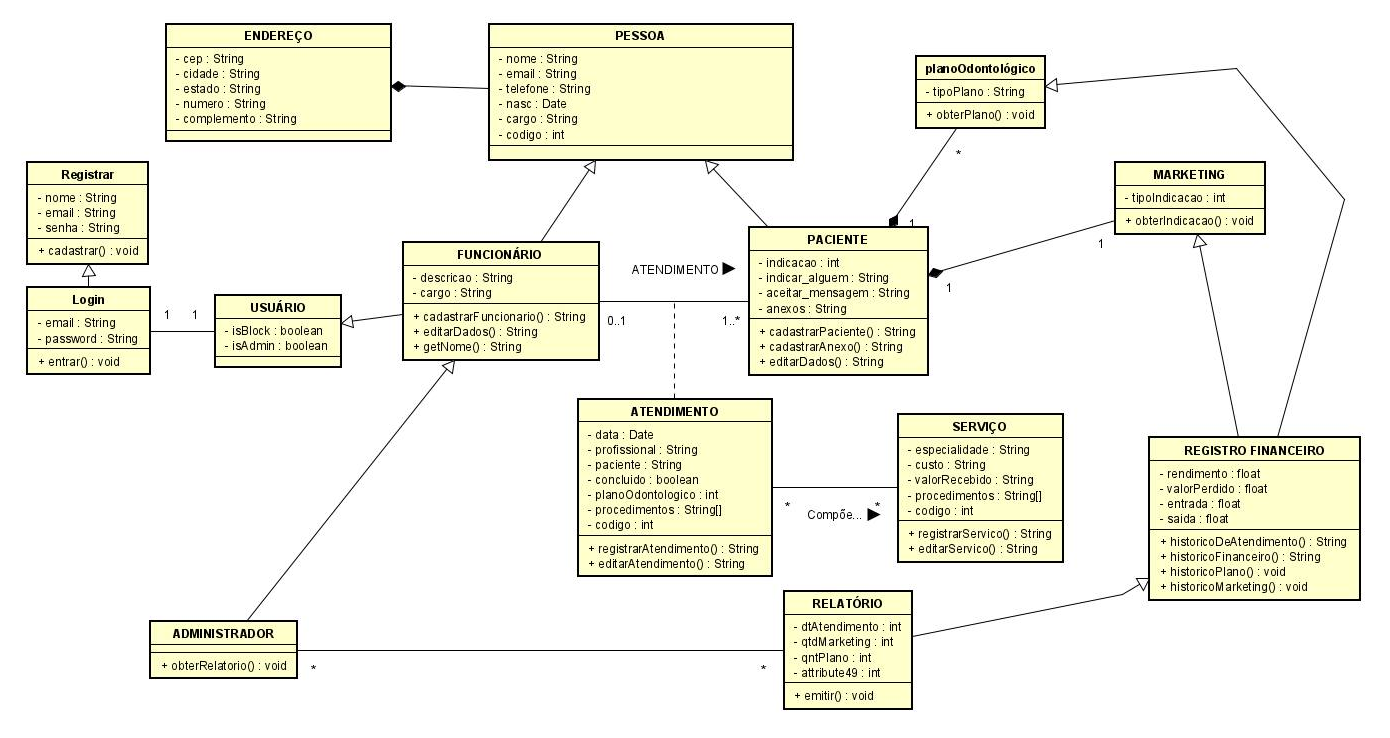 ENDEREÇO
- cep : String
- cidade : String
- estado : String
- numero : String
- complemento : String
PESSOA
- nome : String
- email : String
- telefone : String
- nasc : Date
- cargo : String
- codigo : int
planoOdontológico
- tipoPlano : String
+ obterPlano() : void
*
1
Registrar
- nome : String
- email : String
- senha : String
+ cadastrar() : void
MARKETING
- tipoIndicacao : int
+ obterIndicacao() : void
1
1
Login
- email : String
- password : String
+ entrar() : void
1
1
USUÁRIO
- isBlock : boolean
- isAdmin : boolean
FUNCIONÁRIO
- descricao : String
- cargo : String
+ cadastrarFuncionario() : String
+ editarDados() : String
+ getNome() : String
ATENDIMENTO
0..1
1..*
PACIENTE
- indicacao : int
- indicar_alguem : String
- aceitar_mensagem : String
- anexos : String
+ cadastrarPaciente() : String
+ cadastrarAnexo() : String
+ editarDados() : String
ATENDIMENTO
- data : Date
- profissional : String
- paciente : String
- concluido : boolean
- planoOdontologico : int
- procedimentos : String[]
- codigo : int
+ registrarAtendimento() : String
+ editarAtendimento() : String
*
*
Compõe...
SERVIÇO
- especialidade : String
- custo : String
- valorRecebido : String
- procedimentos : String[]
- codigo : int
+ registrarServico() : String
+ editarServico() : String
REGISTRO FINANCEIRO
- rendimento : float
- valorPerdido : float
- entrada : float
- saida : float
+ historicoDeAtendimento() : String
+ historicoFinanceiro() : String
+ historicoPlano() : void
+ historicoMarketing() : void
ADMINISTRADOR
+ obterRelatorio() : void
*
*
RELATÓRIO
- dtAtendimento : int
- qtdMarketing : int
- qntPlano : int
- attribute49 : int
+ emitir() : void